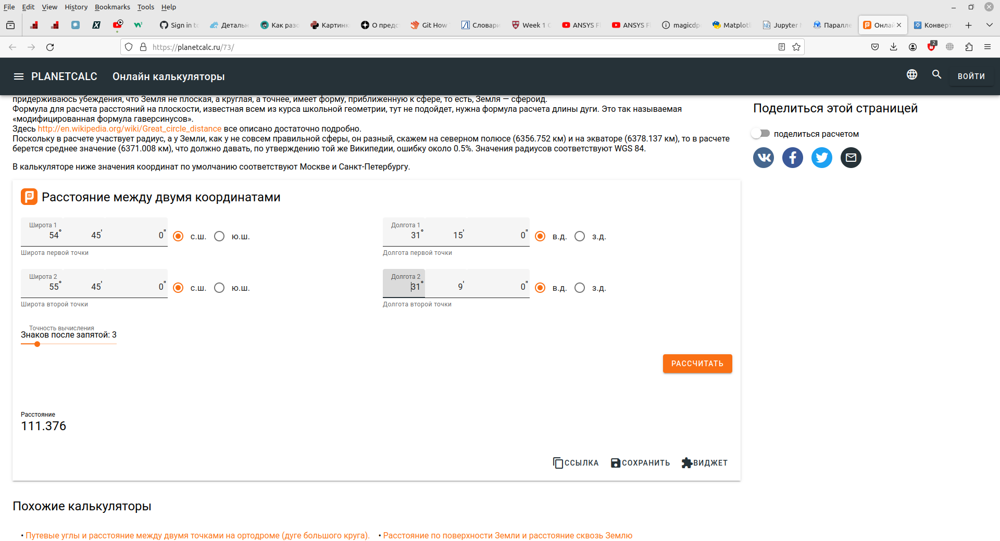 File Edit View History Bookmarks Tools Help
Sign in to Деталь Как разо Картинк О предс Git How Словари Week 1 C ANSYS Fl ANSYS Fl magicdp Matplotl Jupyter Паралле Онлай Конверт
https://planetcalc.ru/73/
2
PLANETCALC Онлайн калькуляторы ВОЙТИ
придерживаюсь убеждения, что Земля не плоская, а круглая, а точнее, имеет форму, приближенную к сфере, то есть, Земля — сфероид.
Формула для расчета расстояний на плоскости, известная всем из курса школьной геометрии, тут не подойдет, нужна формула расчета длины дуги. Это так называемая
«модифицированная формула гаверсинусов».
Здесь http://en.wikipedia.org/wiki/Great_circle_distance все описано достаточно подробно.
Поскольку в расчете участвует радиус, а у Земли, как у не совсем правильной сферы, он разный, скажем на северном полюсе (6356.752 км) и на экваторе (6378.137 км), то в расчете
берется среднее значение (6371.008 км), что должно давать, по утверждению той же Википедии, ошибку около 0.5%. Значения радиусов соответствуют WGS 84.
В калькуляторе ниже значения координат по умолчанию соответствуют Москве и Санкт-Петербургу.
Поделиться этой страницей
поделиться расчетом
Расстояние между двумя координатами
Широта 1
54° 45' 0" с.ш. ю.ш.
Широта первой точки
Долгота 1
31° 15' 0" в.д. з.д.
Долгота первой точки
Широта 2
55° 45' 0" с.ш. ю.ш.
Широта второй точки
Долгота 2
31° 9' 0" в.д. з.д.
Долгота второй точки
Точность вычисления
Знаков после запятой: 3
РАССЧИТАТЬ
Расстояние
111.376
ССЫЛКА СОХРАНИТЬ ВИДЖЕТ
Похожие калькуляторы
• Путевые углы и расстояние между двумя точками на ортодроме (дуге большого круга).
• Расстояние по поверхности Земли и расстояние сквозь Землю